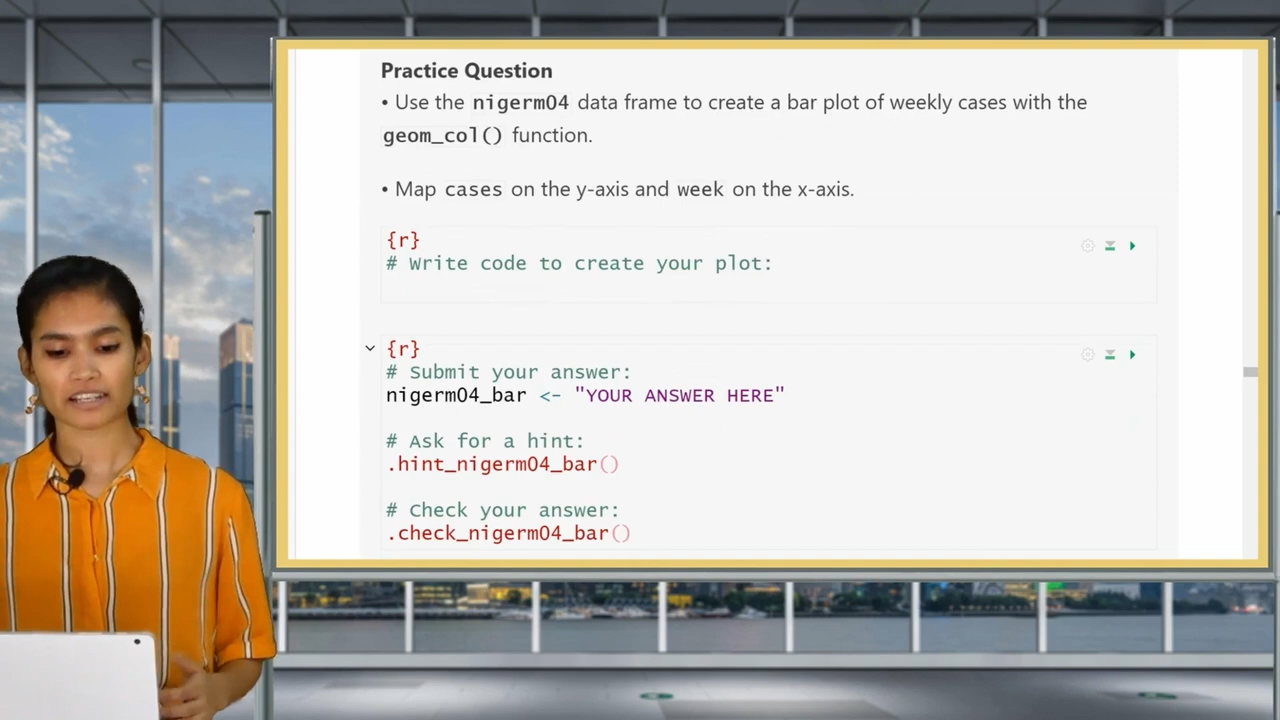 Practice Question
• Use the nigerm04 data frame to create a bar plot of weekly cases with the
geom_col() function.
• Map cases on the y-axis and week on the x-axis.
{r}
# Write code to create your plot:
{r}
# Submit your answer:
nigerm04_bar <- "YOUR ANSWER HERE"
# Ask for a hint:
.hint_nigerm04_bar()
# Check your answer:
.check_nigerm04_bar()